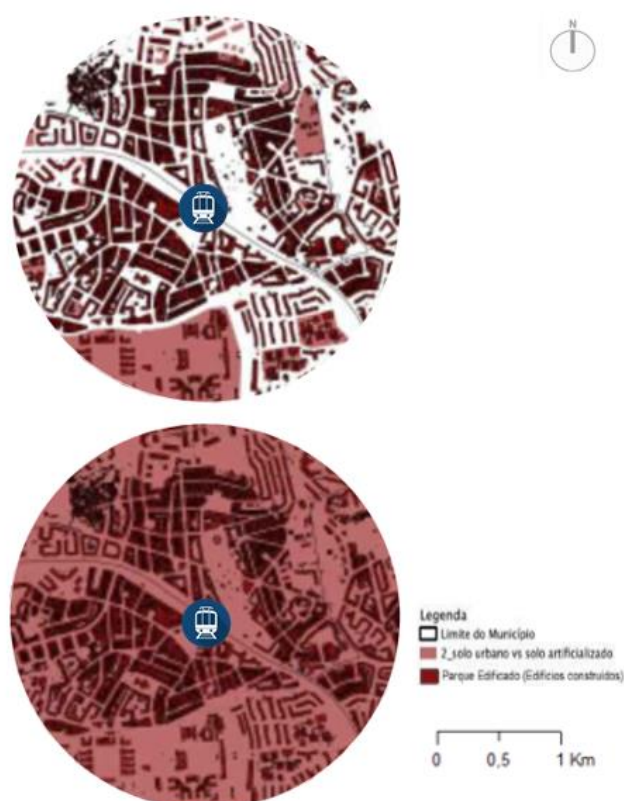 N
Legenda
Limite do Município
2_solo urbano vs solo artificializado
Parque Edificado (Edifícios construídos)
0 0,5 1 Km